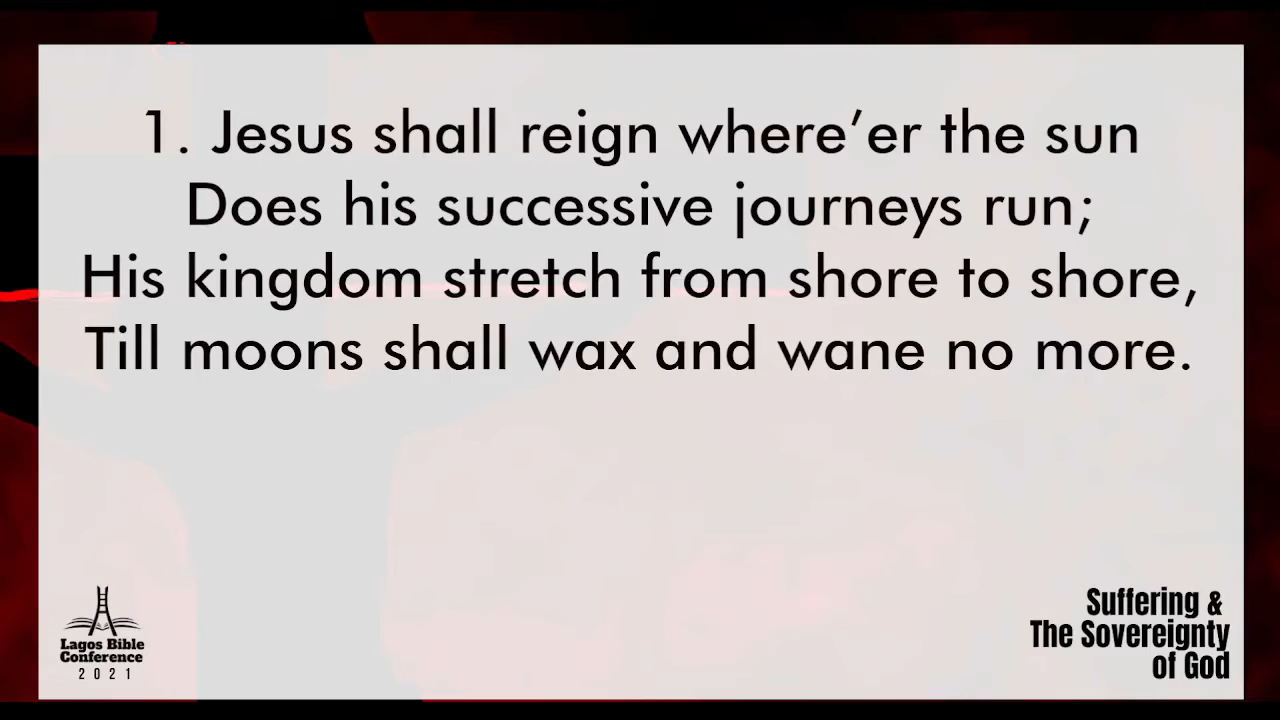 1. Jesus shall reign where’er the sun
Does his successive journeys run;
His kingdom stretch from shore to shore,
Till moons shall wax and wane no more.
Lagos Bible
Conference
2021
Suffering &
The Sovereignty
of God